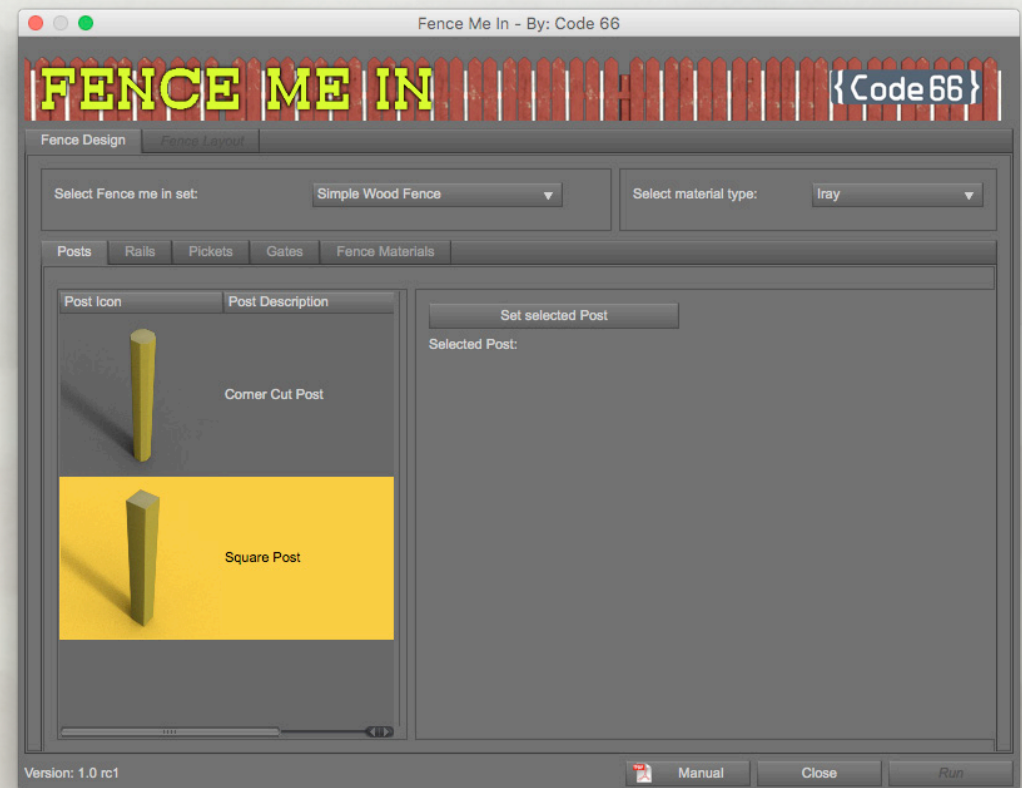 Fence Me In - By: Code 66
FENCE ME IN
{Code66}
Fence Design
Fence Layout
Select Fence me in set:
Simple Wood Fence
Select material type:
Iray
Posts
Rails
Pickets
Gates
Fence Materials
Post Icon
Post Description
Set selected Post
Selected Post:
Corner Cut Post
Square Post
Version: 1.0 rc1
Manual
Close
Run